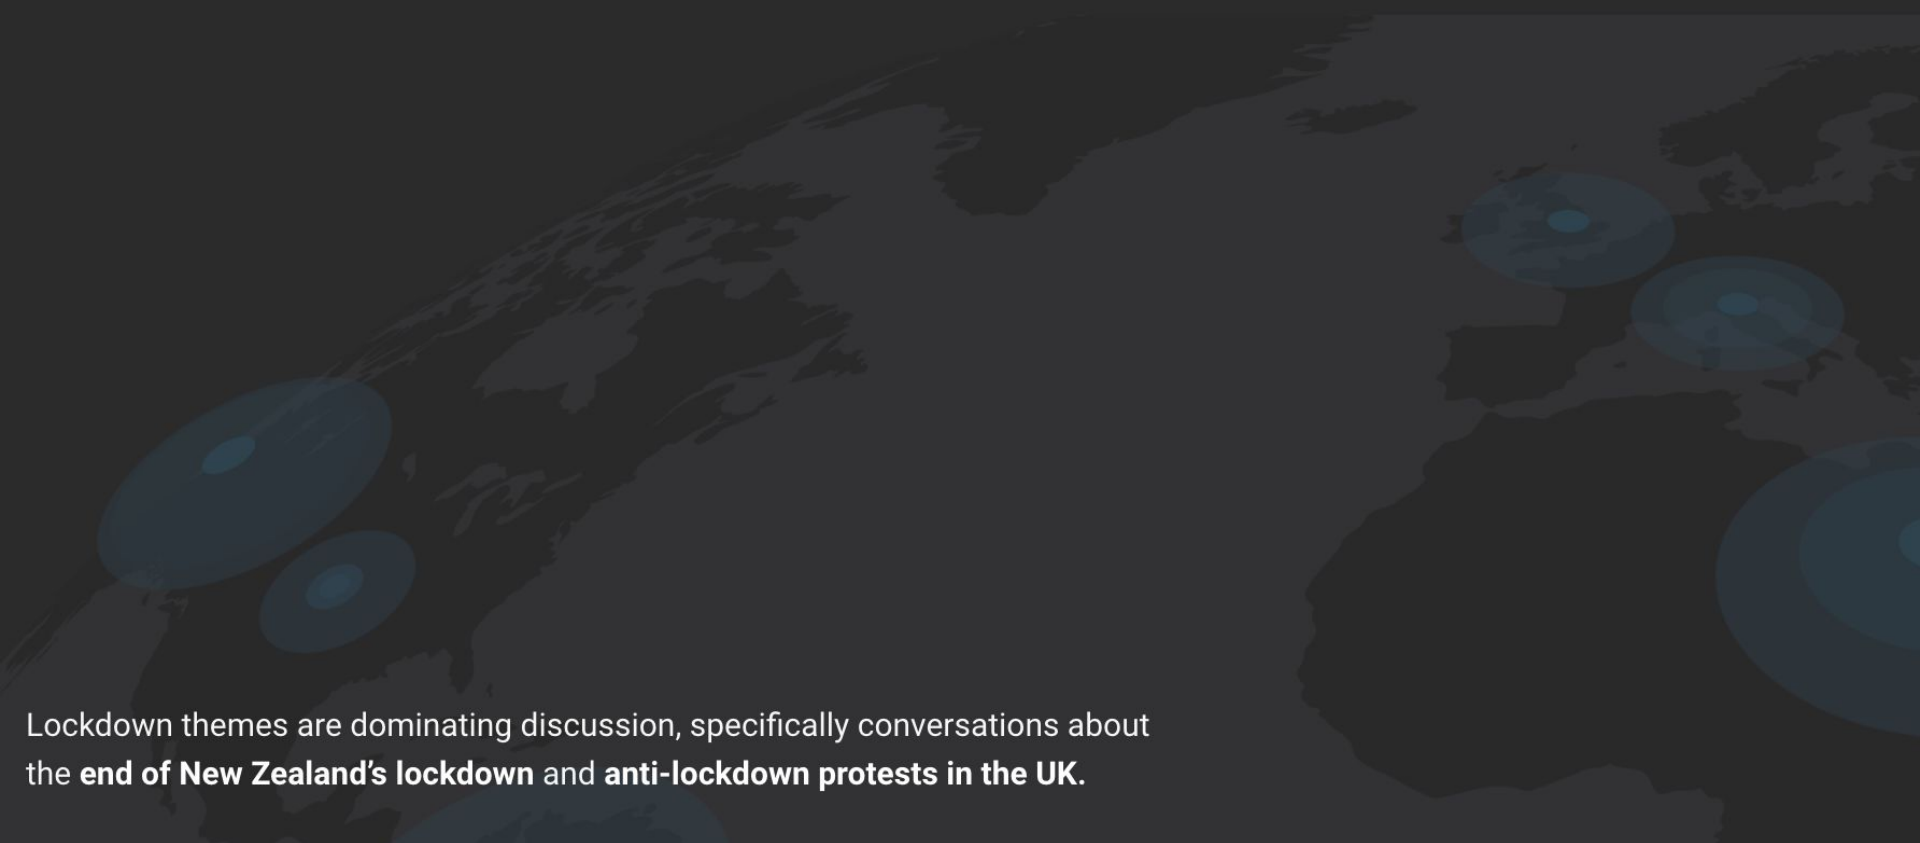 Lockdown themes are dominating discussion, specifically conversations about
the end of New Zealand’s lockdown and anti-lockdown protests in the UK.